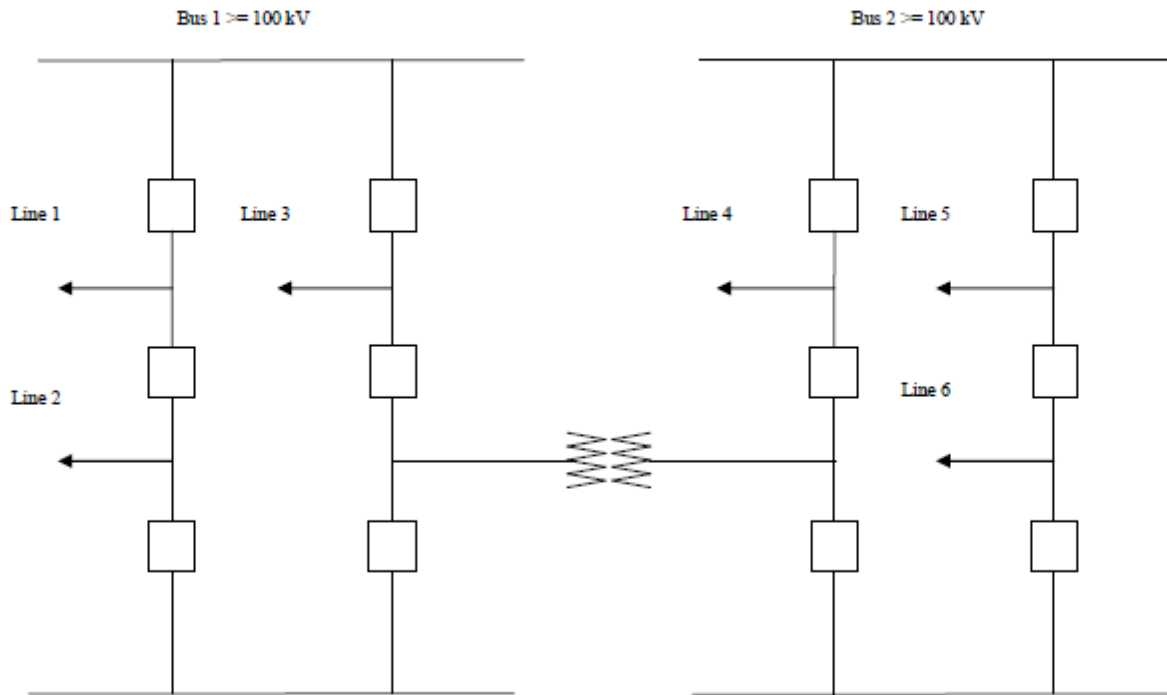 Bus 1 >= 100 kV
Bus 2 >= 100 kV
Line 1
Line 3
Line 4
Line 5
Line 2
Line 6